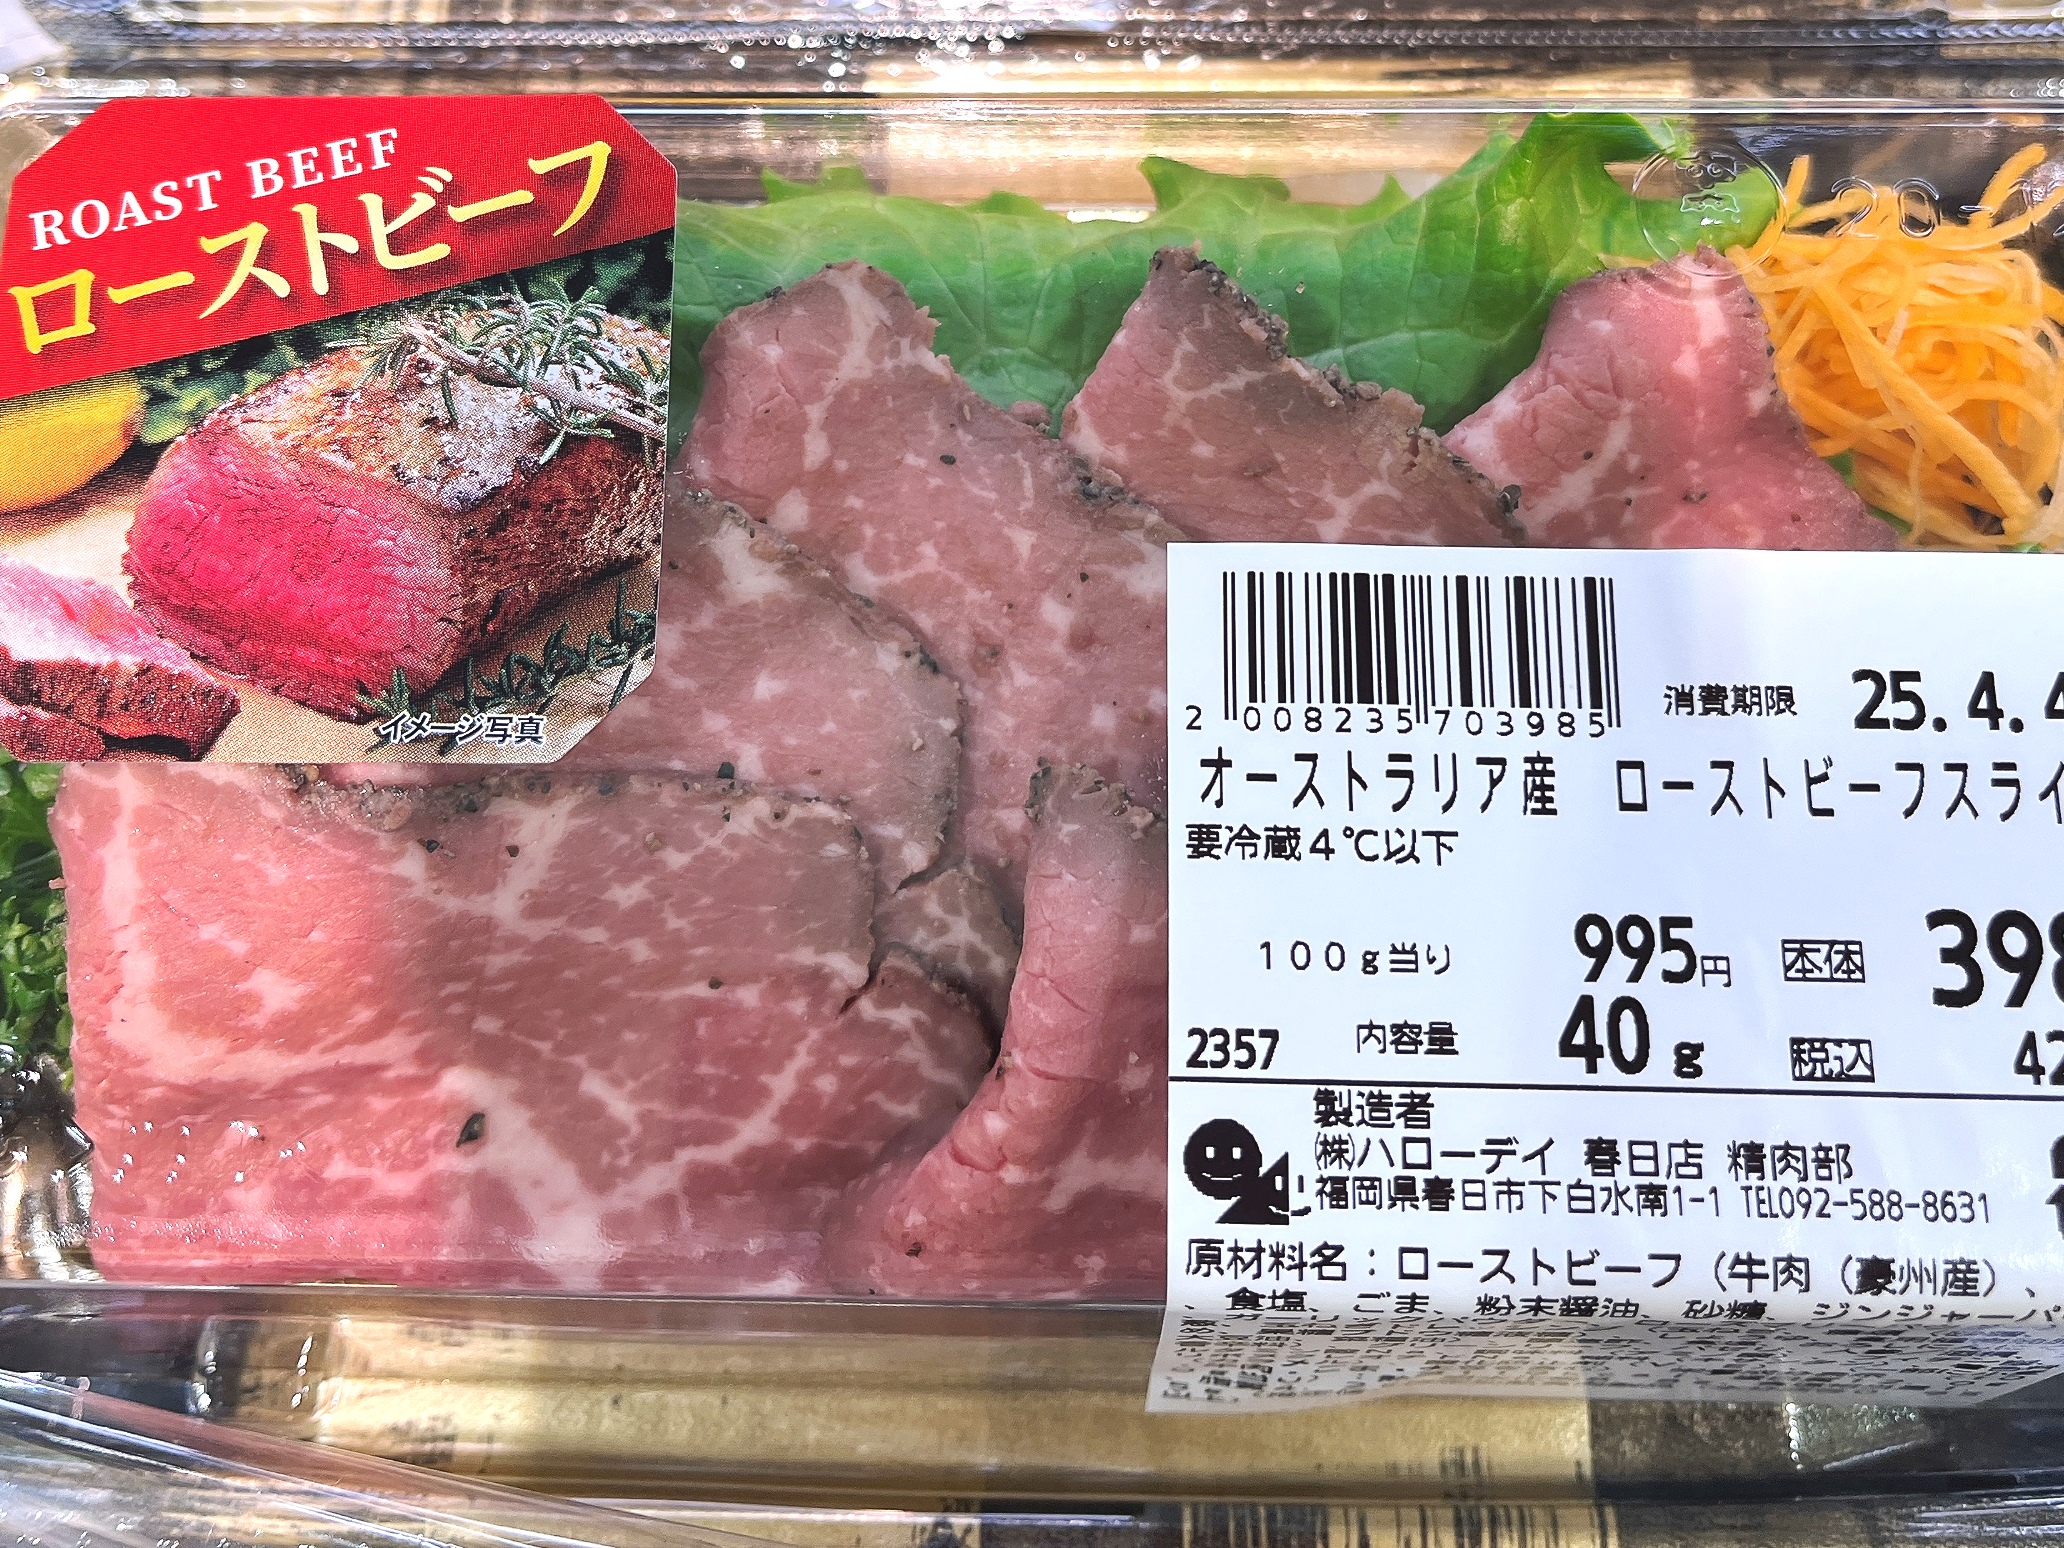 ROAST BEEF
ローストビーフ
イメージ写真
20
2 008235 703985
消費期限 25.4.4
オーストラリア産 ローストビーフスライ
要冷蔵4℃以下
100g当り 995円 本体 398
2357 内容量 40g 税込 42
製造者
㈱ハローデイ 春日店 精肉部
福岡県春日市下白水南1-1 TEL092-588-8631
原材料名：ローストビーフ（牛肉（豪州産）、
、食塩、ごま、粉末醤油、砂糖、ジンジャーパ